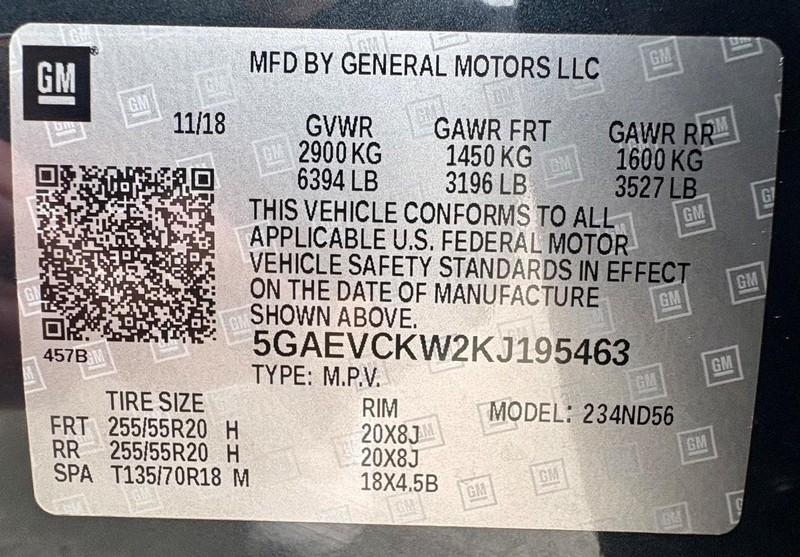 GM
MFD BY GENERAL MOTORS LLC
11/18 GVWR GAWR FRT GAWR RR
2900 KG 1450 KG 1600 KG
6394 LB 3196 LB 3527 LB
THIS VEHICLE CONFORMS TO ALL
APPLICABLE U.S. FEDERAL MOTOR
VEHICLE SAFETY STANDARDS IN EFFECT
ON THE DATE OF MANUFACTURE
SHOWN ABOVE.
457B
5GAEVCKW2KJ195463
TYPE: M.P.V.
TIRE SIZE RIM MODEL: 234ND56
FRT 255/55R20 H 20X8J
RR 255/55R20 H 20X8J
SPA T135/70R18 M 18X4.5B